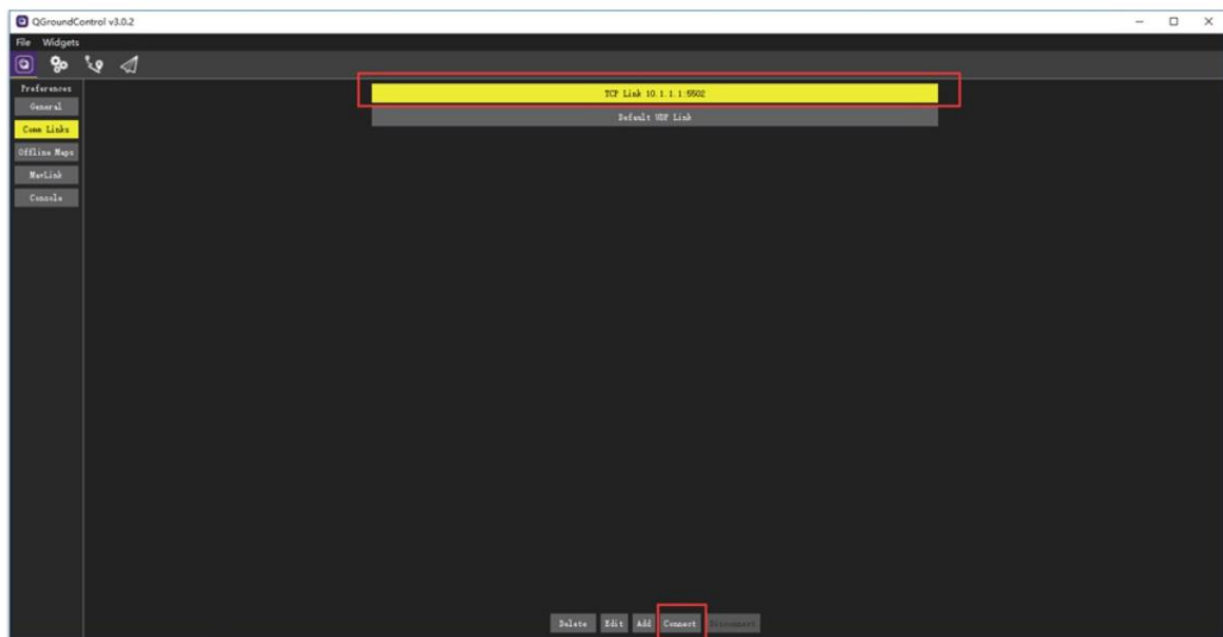 QGroundControl v3.0.2
File Widgets
Preferences
General
Comm Links
Offline Maps
MavLink
Console
TCP Link 10.1.1.1:5502
Default UDP Link
Delete Edit Add Connect Disconnect